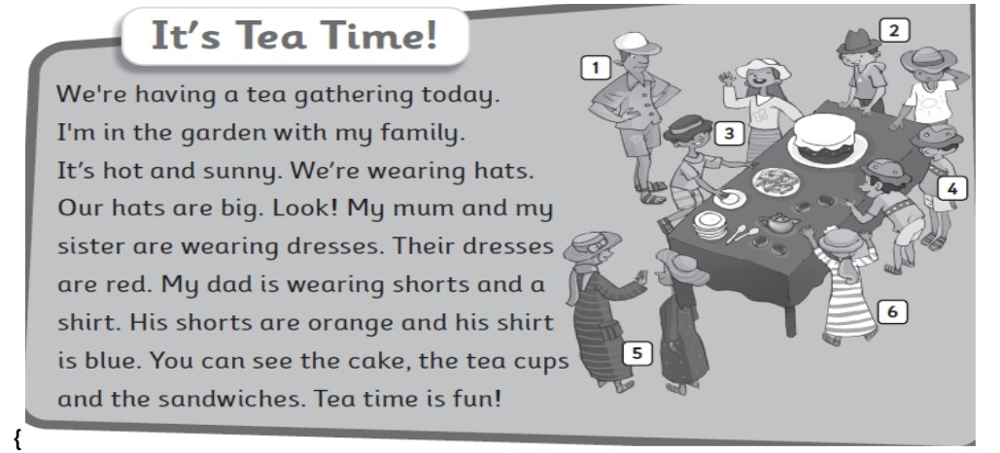 It's Tea Time!
We're having a tea gathering today.
I'm in the garden with my family.
It's hot and sunny. We're wearing hats.
Our hats are big. Look! My mum and my
sister are wearing dresses. Their dresses
are red. My dad is wearing shorts and a
shirt. His shorts are orange and his shirt
is blue. You can see the cake, the tea cups
and the sandwiches. Tea time is fun!
1
2
3
4
5
6
{